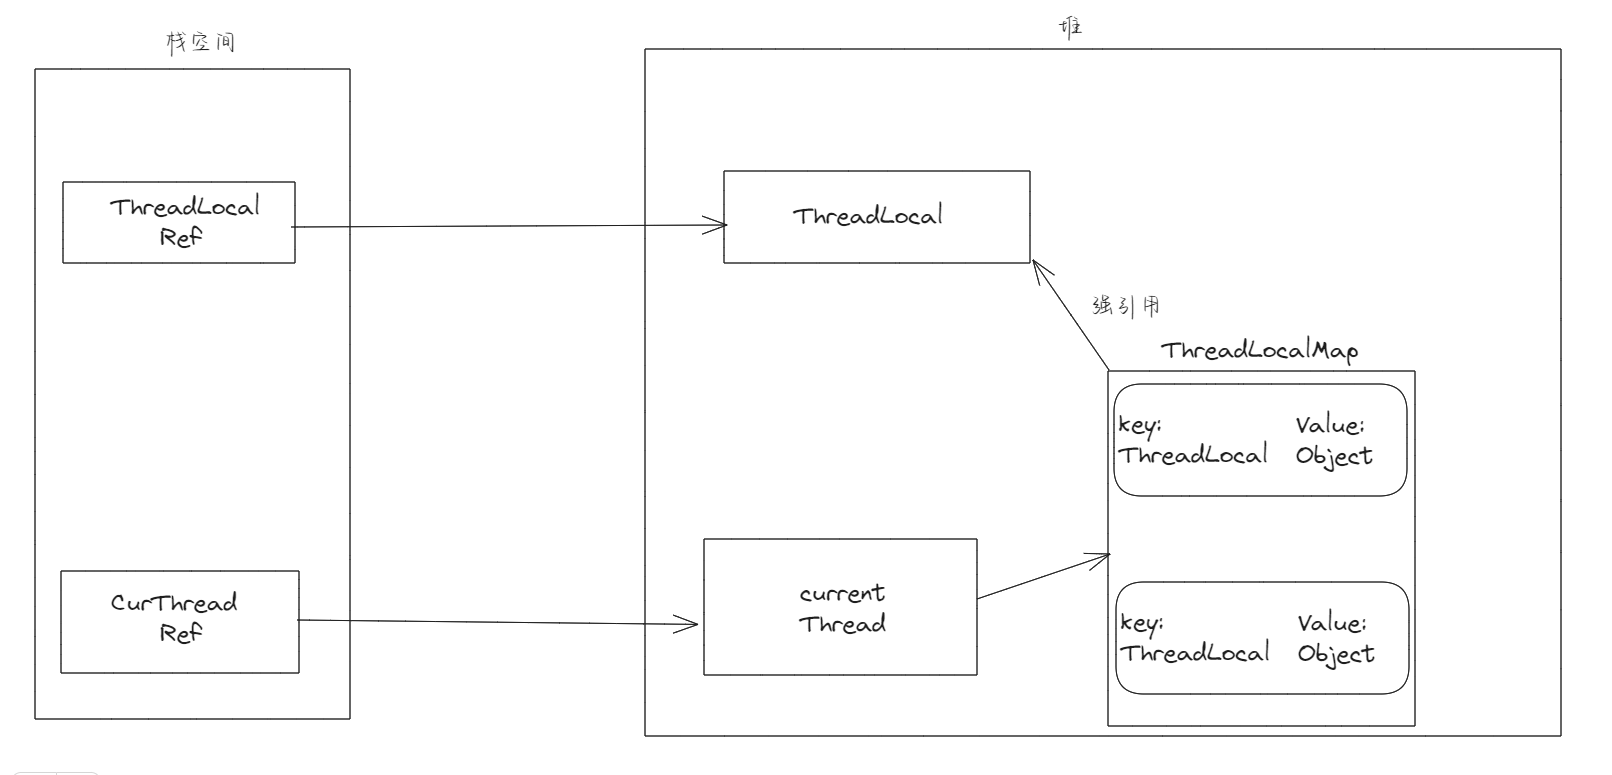 栈空间
堆
ThreadLocal
Ref
ThreadLocal
强引用
ThreadLocalMap
key:
ThreadLocal
Value:
Object
CurThread
Ref
current
Thread
key:
ThreadLocal
Value:
Object